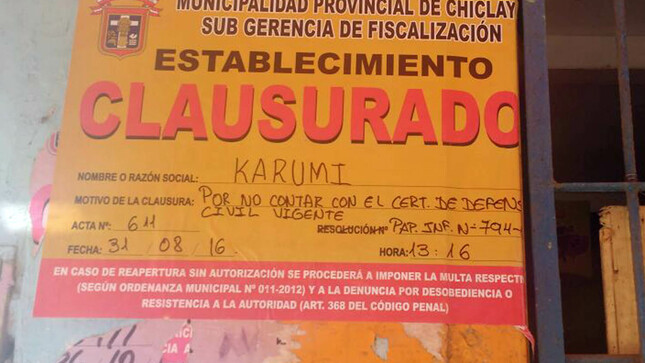 MUNICIPALIDAD PROVINCIAL DE CHICLAY
SUB GERENCIA DE FISCALIZACIÓN
ESTABLECIMIENTO
CLAUSURADO
NOMBRE O RAZÓN SOCIAL: KARUMI
MOTIVO DE LA CLAUSURA: POR NO CONTAR CON EL CERT. DE DEFENS
CIVIL VIGENTE
ACTA Nº: 611 RESOLUCIÓN Nº PAP. INF. Nº 794-
FECHA: 31 / 08 / 16 HORA: 13:16
EN CASO DE REAPERTURA SIN AUTORIZACIÓN SE PROCEDERÁ A IMPONER LA MULTA RESPECTI
(SEGÚN ORDENANZA MUNICIPAL Nº 011-2012) Y A LA DENUNCIA POR DESOBEDIENCIA O
RESISTENCIA A LA AUTORIDAD (ART. 368 DEL CÓDIGO PENAL)